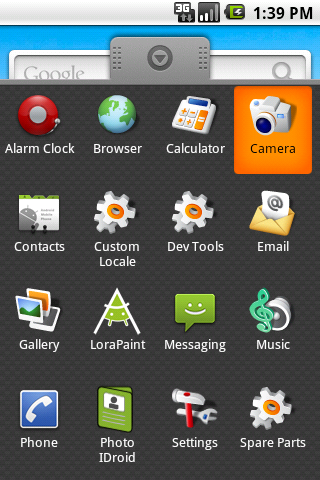 3G 1:39 PM
Google
Alarm Clock Browser Calculator Camera
Contacts Custom Locale Dev Tools Email
Gallery LoraPaint Messaging Music
Phone Photo IDroid Settings Spare Parts